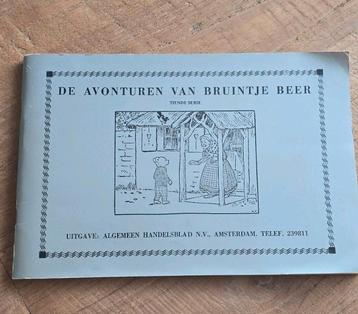 DE AVONTUREN VAN BRUINTJE BEER
TIENDE SERIE
UITGAVE: ALGEMEEN HANDELSBLAD N.V., AMSTERDAM. TELEF. 239811